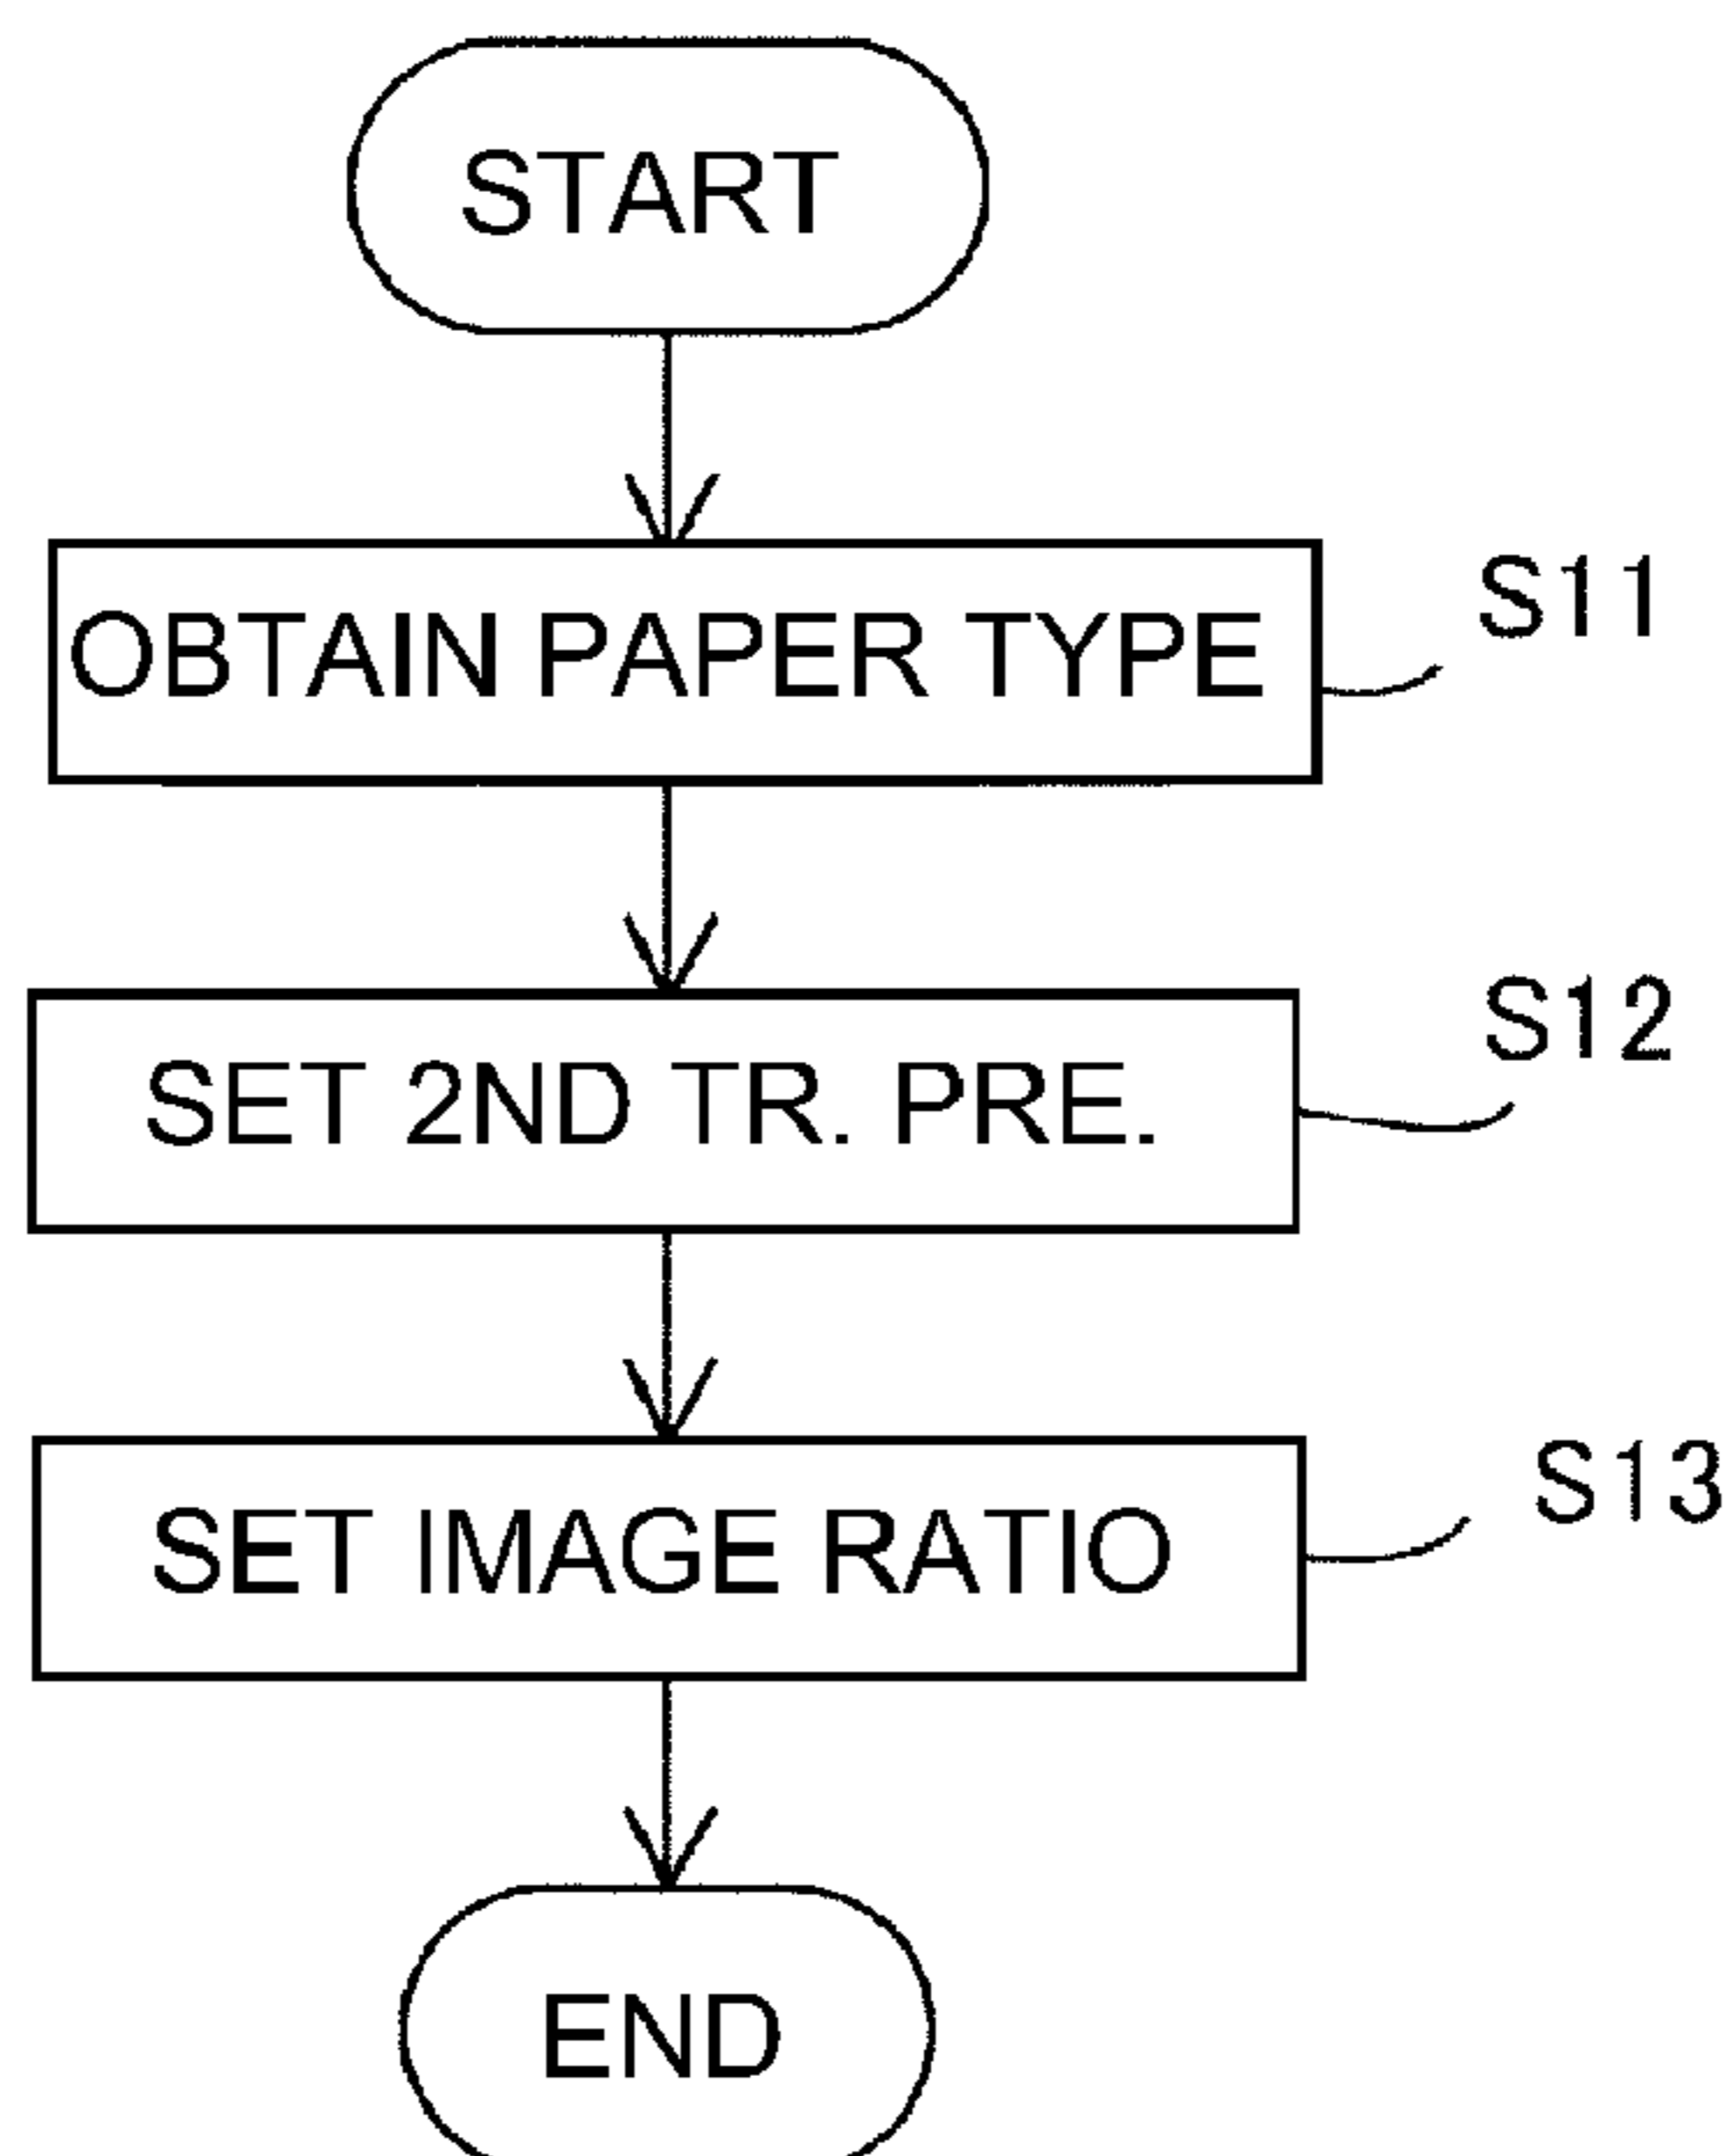 START
OBTAIN PAPER TYPE
S11
SET 2ND TR. PRE.
S12
SET IMAGE RATIO
S13
END